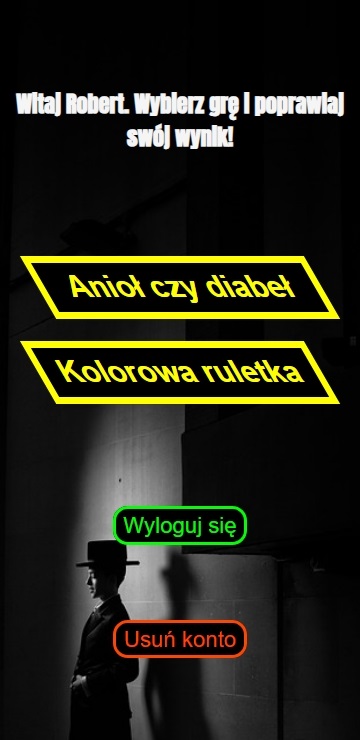 Witaj Robert. Wybierz grę i poprawiaj
swój wynik!
Anioł czy diabeł
Kolorowa ruletka
Wyloguj się
Usuń konto